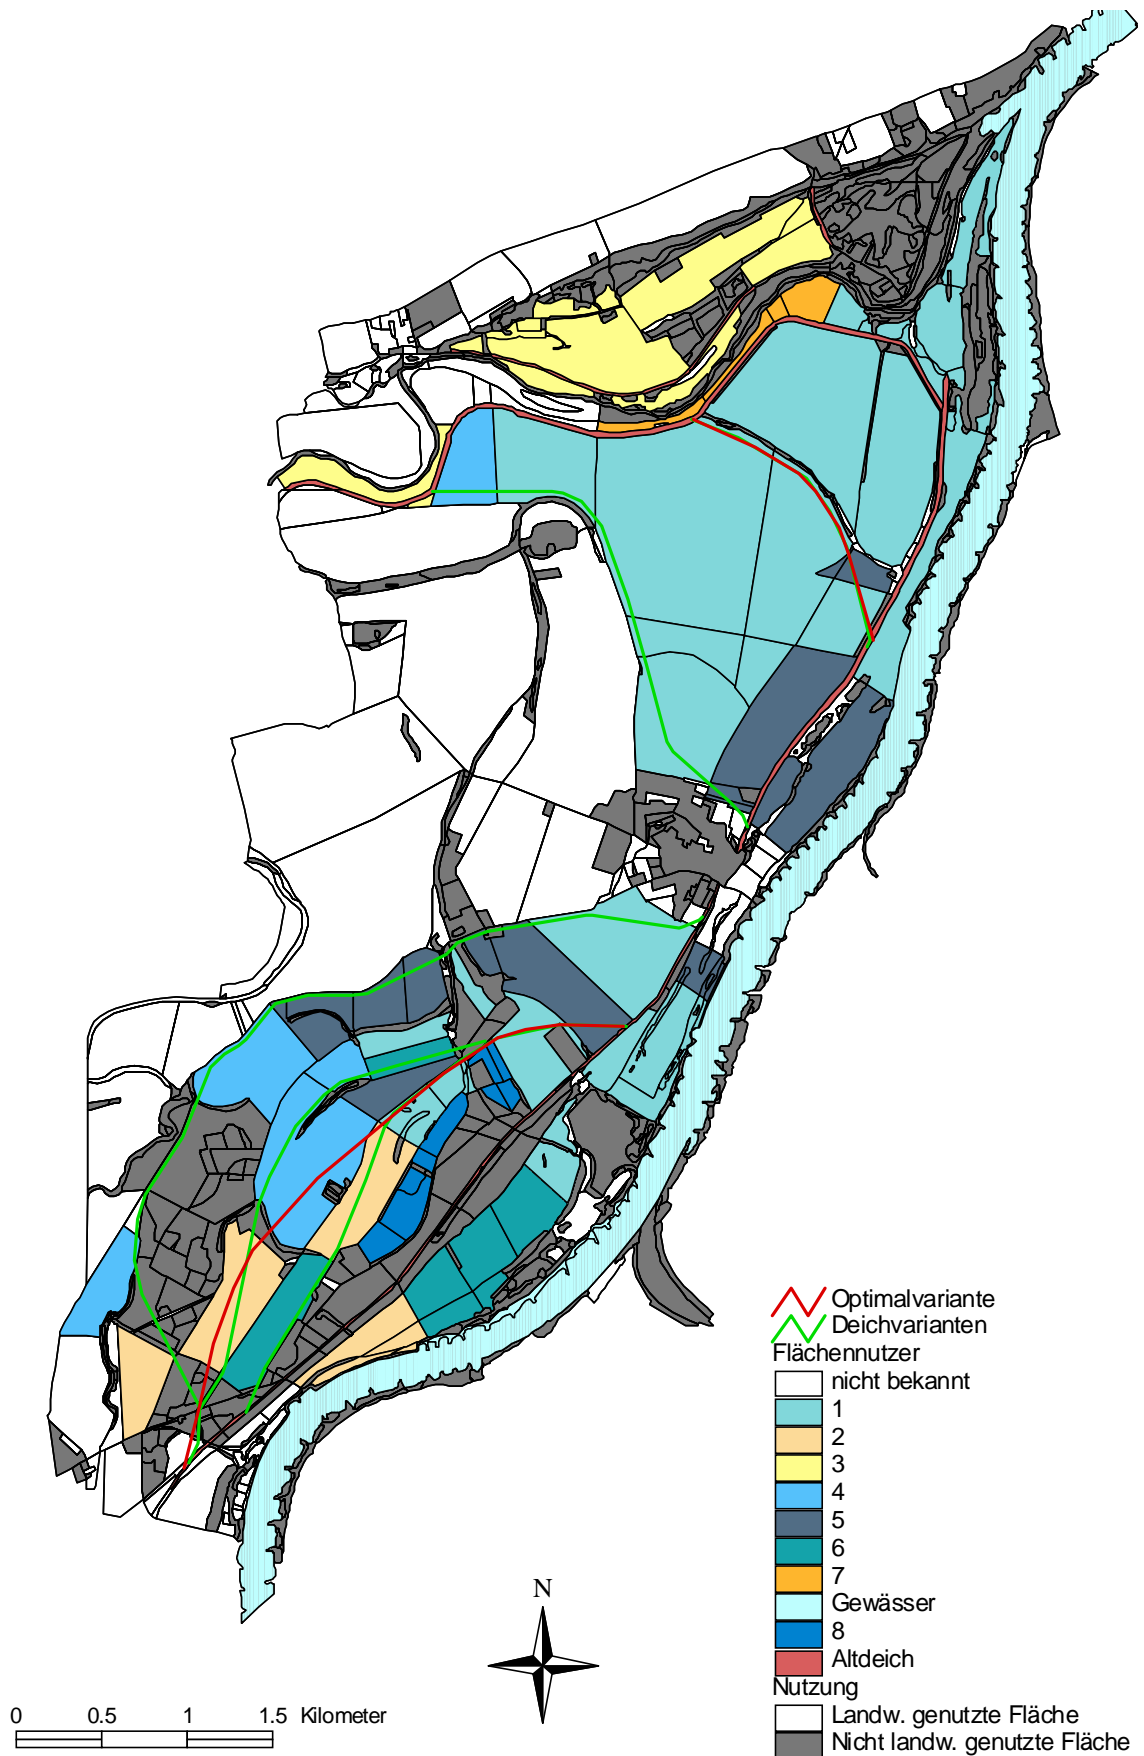 Optimalvariante
Deichvarianten
Flächennutzer
nicht bekannt
1
2
3
4
5
6
7
Gewässer
8
Altdeich
Nutzung
Landw. genutzte Fläche
Nicht landw. genutzte Fläche
N
0 0.5 1 1.5 Kilometer